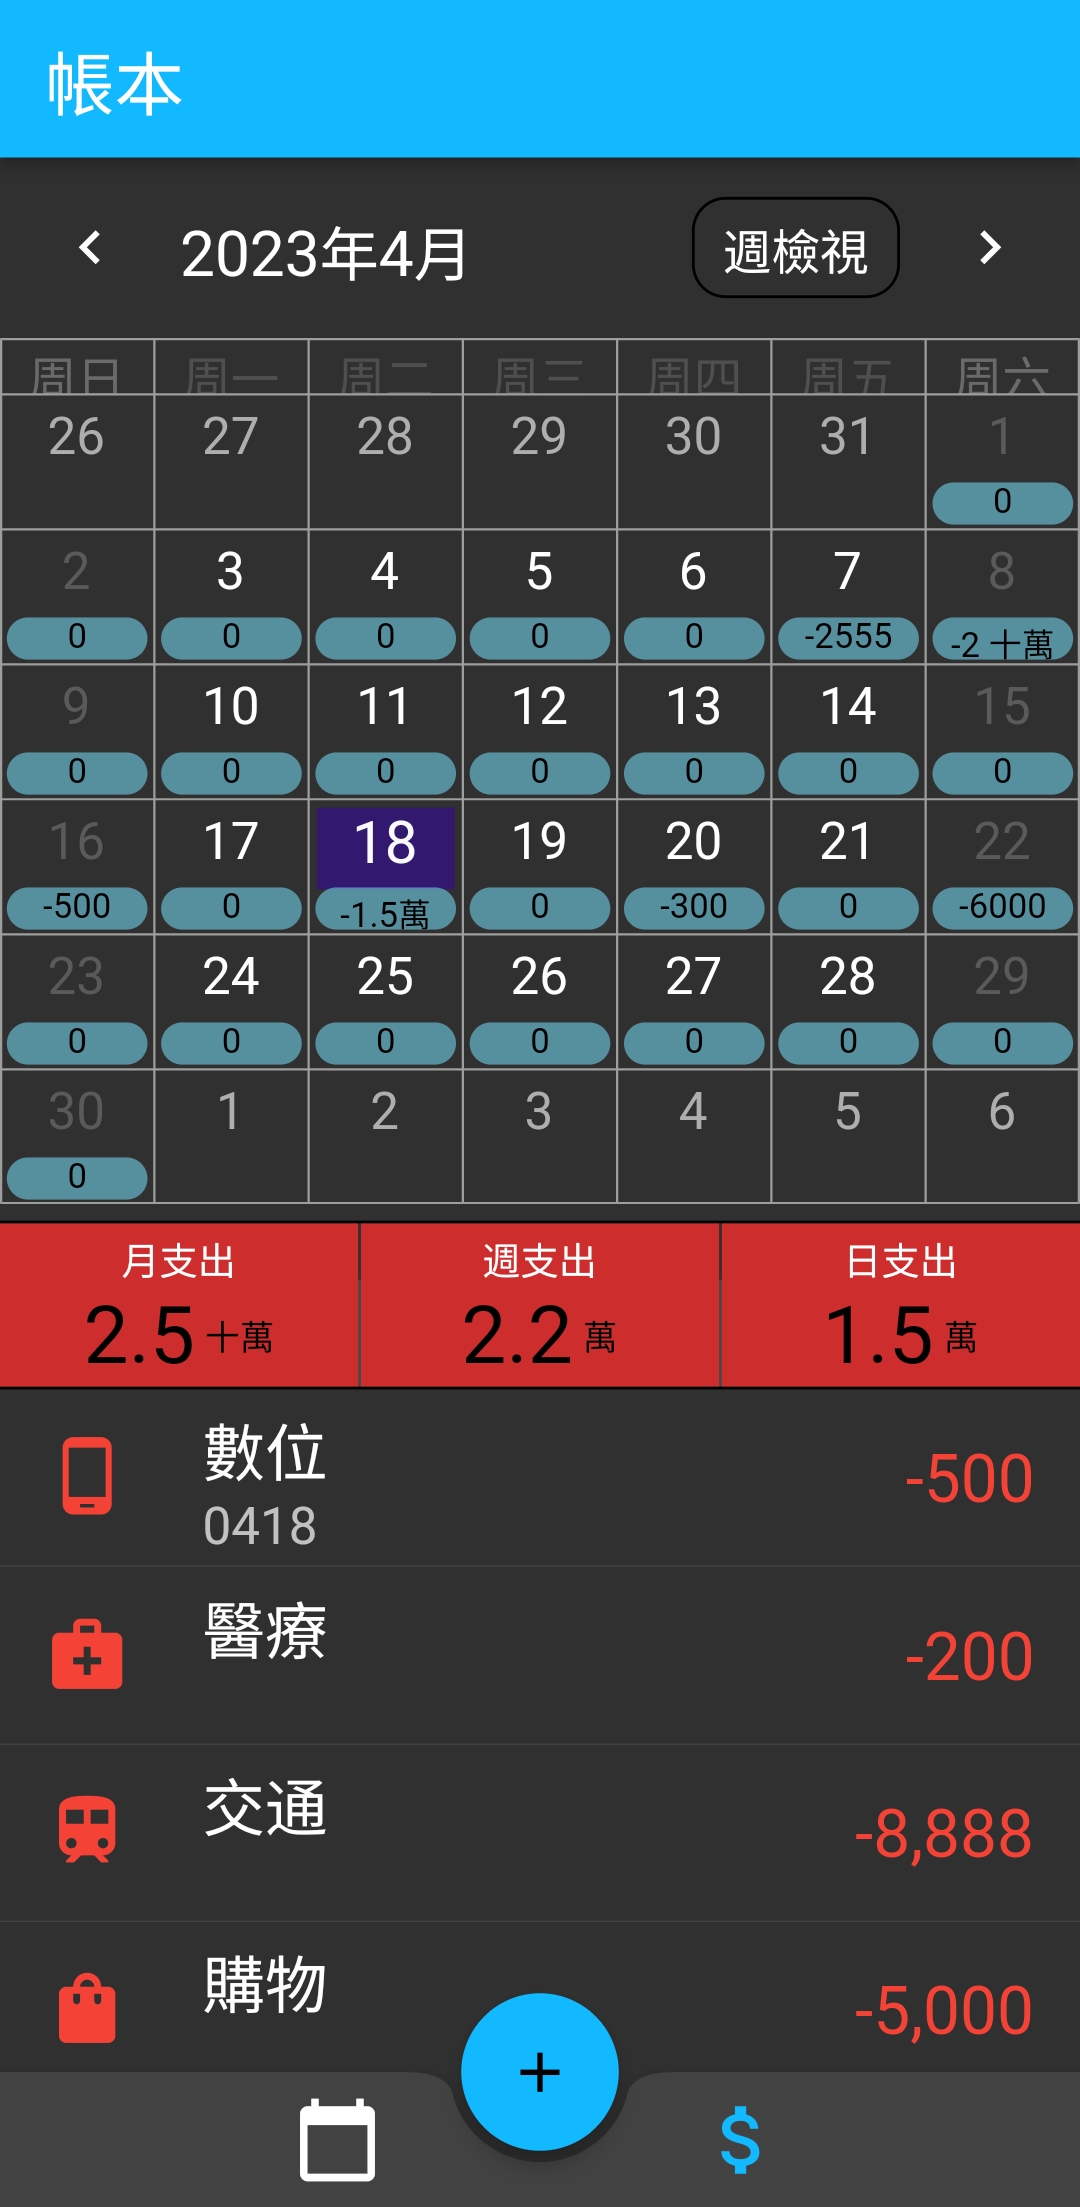 帳本
2023年4月 週檢視
周日 周一 周二 周三 周四 周五 周六
26 27 28 29 30 31 1
0
2 3 4 5 6 7 8
0 0 0 0 0 -2555 -2 十萬
9 10 11 12 13 14 15
0 0 0 0 0 0 0
16 17 18 19 20 21 22
-500 0 -1.5萬 0 -300 0 -6000
23 24 25 26 27 28 29
0 0 0 0 0 0 0
30 1 2 3 4 5 6
0
月支出 週支出 日支出
2.5 十萬 2.2 萬 1.5 萬
數位 -500
0418
醫療 -200
交通 -8,888
購物 -5,000